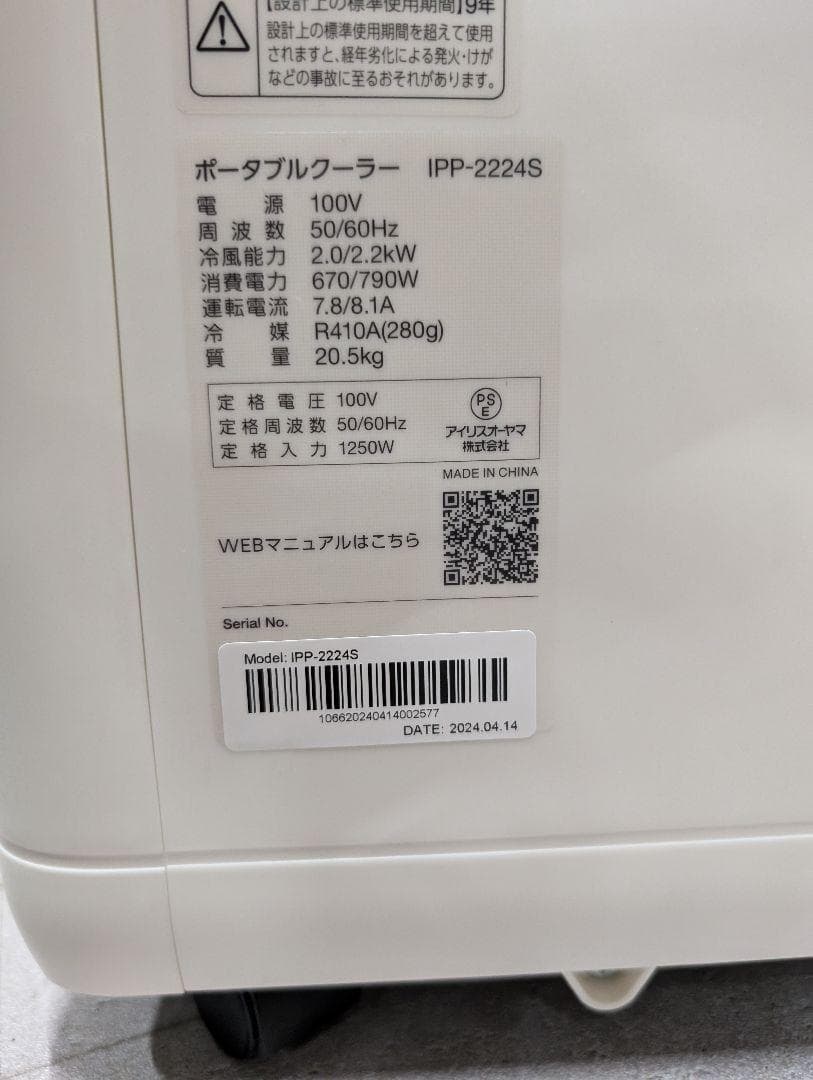 【設計上の標準使用期間】9年
設計上の標準使用期間を超えて使用
されますと、経年劣化による発火・けが
などの事故に至るおそれがあります。
ポータブルクーラー IPP-2224S
電源 100V
周波数 50/60Hz
冷風能力 2.0/2.2kW
消費電力 670/790W
運転電流 7.8/8.1A
冷媒 R410A(280g)
質量 20.5kg
定格電圧 100V
定格周波数 50/60Hz
定格入力 1250W
PS
E
アイリスオーヤマ
株式会社
MADE IN CHINA
WEBマニュアルはこちら
Serial No.
Model: IPP-2224S
106620240414002577
DATE: 2024.04.14